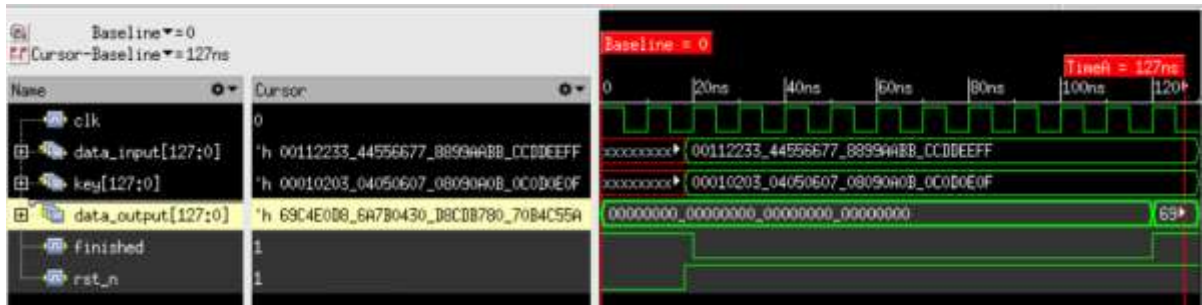 Baseline▼=0
Cursor-Baseline▼=127ns
Baseline = 0
TimeA = 127ns
Name Cursor 0 20ns 40ns 60ns 80ns 100ns 120
clk 0
data_input[127:0] 'h 00112233_44556677_8899AABB_CCDDEEFF xxxxxxxx 00112233_44556677_8899AABB_CCDDEEFF
key[127:0] 'h 00010203_04050607_08090A0B_0C0D0E0F xxxxxxxx 00010203_04050607_08090A0B_0C0D0E0F
data_output[127:0] 'h 69C4E0D8_6A7B0430_D8CDB780_70B4C55A 00000000_00000000_00000000_00000000 69
finished 1
rst_n 1